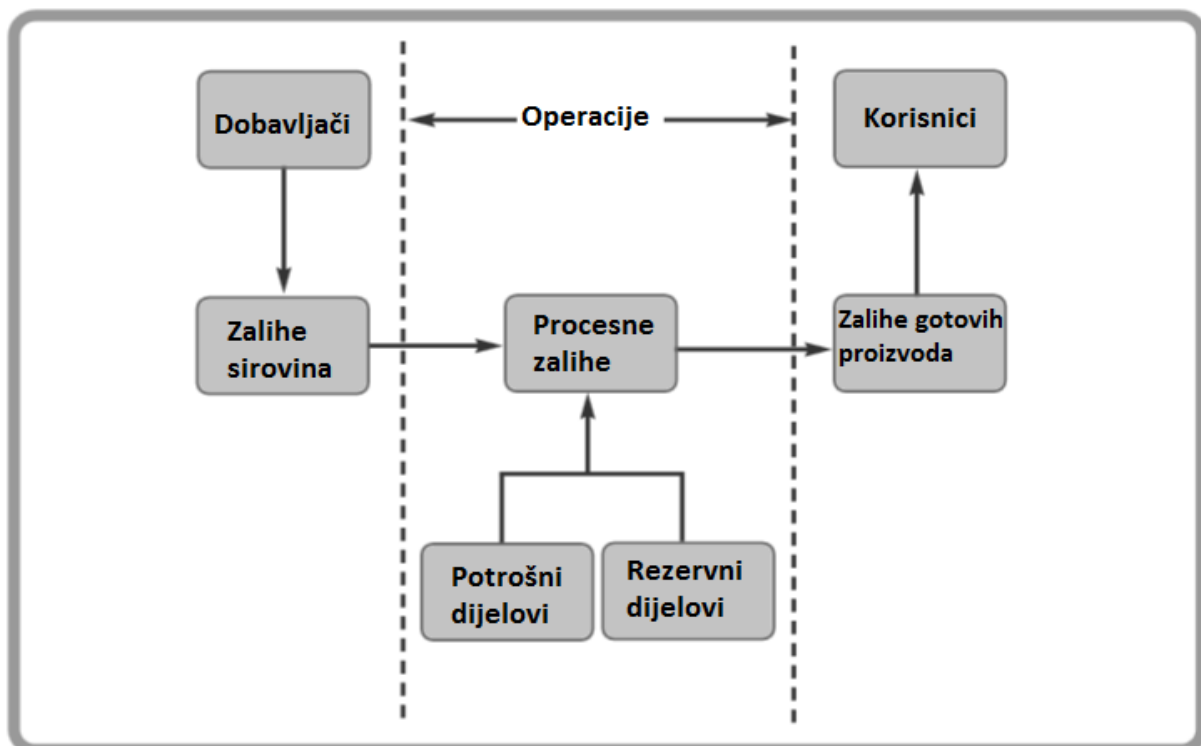 Dobavljači
Operacije
Korisnici
Zalihe
sirovina
Procesne
zalihe
Zalihe gotovih
proizvoda
Potrošni
dijelovi
Rezervni
dijelovi